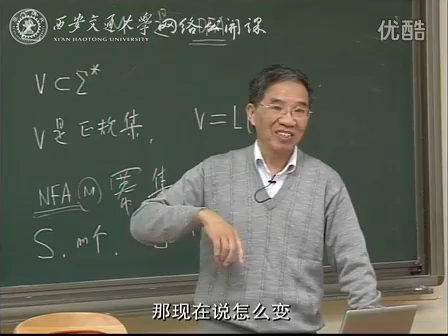 西安交通大学 网络公开课
XI'AN JIAOTONG UNIVERSITY
优酷
V⊂Σ*
V是正规集, V=L(
NFA(M) 幂集
S, m个,
那现在说怎么变